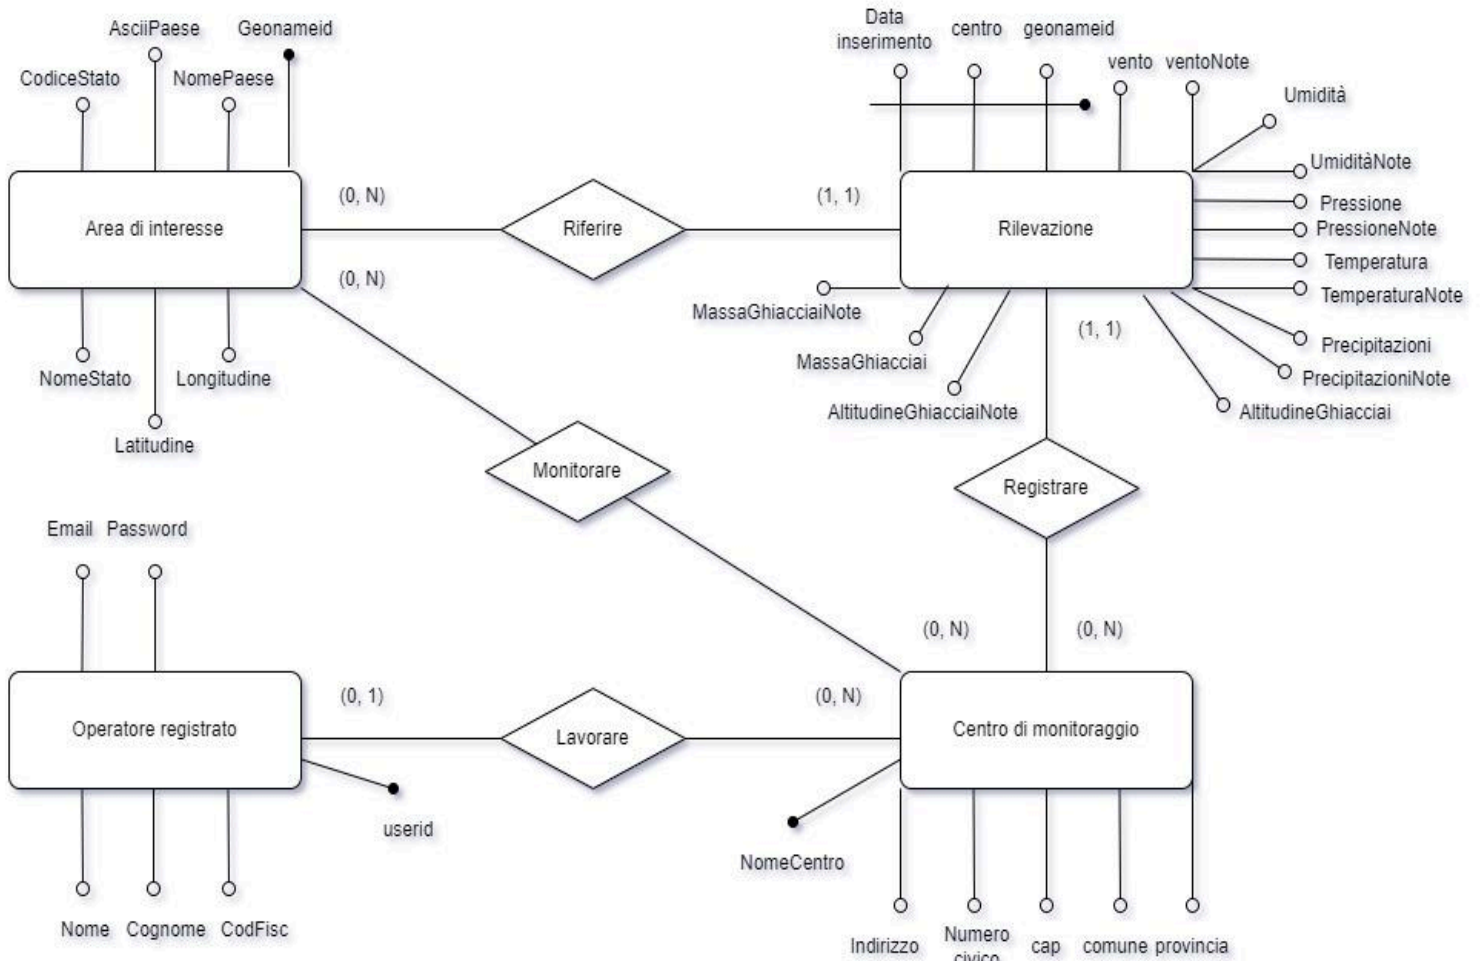 AsciiPaese
Geonameid
CodiceStato
NomePaese
Data
inserimento
centro
geonameid
vento
ventoNote
Umidità
UmiditàNote
Pressione
PressioneNote
Temperatura
TemperaturaNote
Precipitazioni
PrecipitazioniNote
AltitudineGhiacciai
Area di interesse
(0, N)
Riferire
(1, 1)
Rilevazione
(0, N)
MassaGhiacciaiNote
(1, 1)
MassaGhiacciai
AltitudineGhiacciaiNote
NomeStato
Longitudine
Latitudine
Monitorare
Registrare
Email
Password
(0, N)
(0, N)
Operatore registrato
(0, 1)
Lavorare
(0, N)
Centro di monitoraggio
userid
NomeCentro
Nome
Cognome
CodFisc
Indirizzo
Numero
civico
cap
comune
provincia